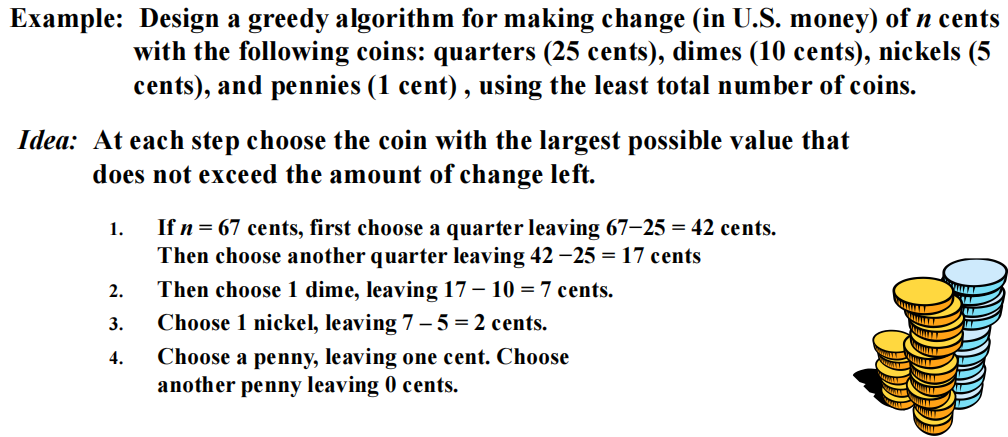 Example: Design a greedy algorithm for making change (in U.S. money) of n cents
with the following coins: quarters (25 cents), dimes (10 cents), nickels (5
cents), and pennies (1 cent) , using the least total number of coins.
Idea: At each step choose the coin with the largest possible value that
does not exceed the amount of change left.
1. If n = 67 cents, first choose a quarter leaving 67−25 = 42 cents.
Then choose another quarter leaving 42 −25 = 17 cents
2. Then choose 1 dime, leaving 17 − 10 = 7 cents.
3. Choose 1 nickel, leaving 7 – 5 = 2 cents.
4. Choose a penny, leaving one cent. Choose
another penny leaving 0 cents.